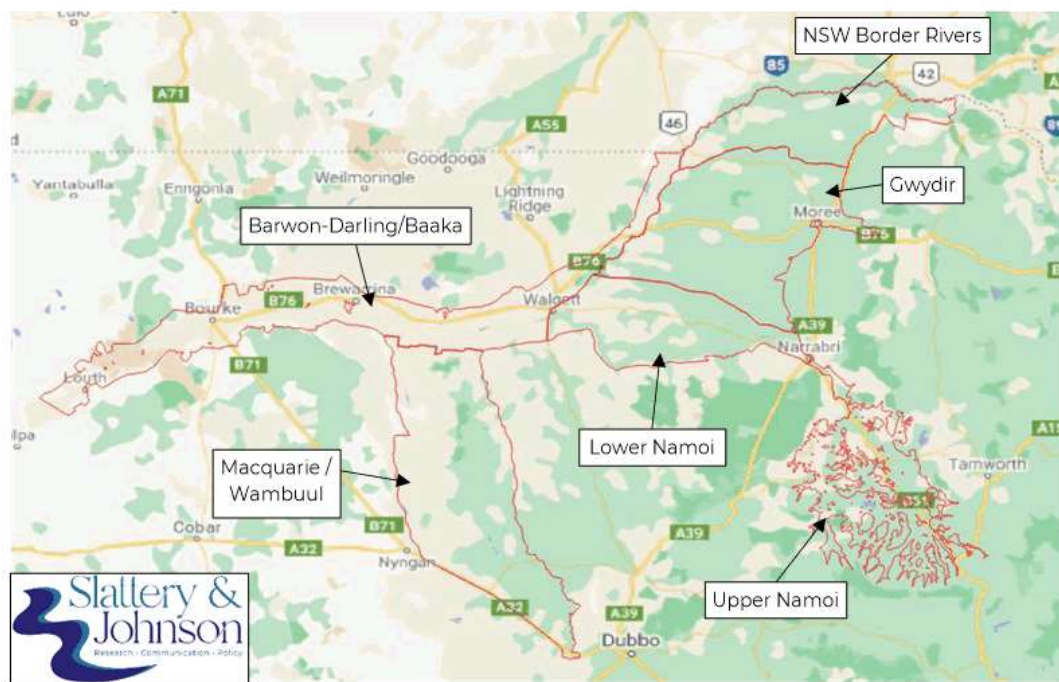 NSW Border Rivers
85
42
A71
A55
46
Goodooga
Gwydir
Yantabulla
Enngonia
Weilmoringle
Lightning
Ridge
Moree
B76
Barwon-Darling/Baaka
B76
Brewarrina
Walgett
B76
Bourke
A39
Narrabri
B71
Louth
Lower Namoi
A15
Macquarie /
Wambuul
Tamworth
B51
Cobar
B71
A39
A32
Nyngan
Upper Namoi
A32
A39
Dubbo
Slattery &
Johnson
Research • Communication • Policy